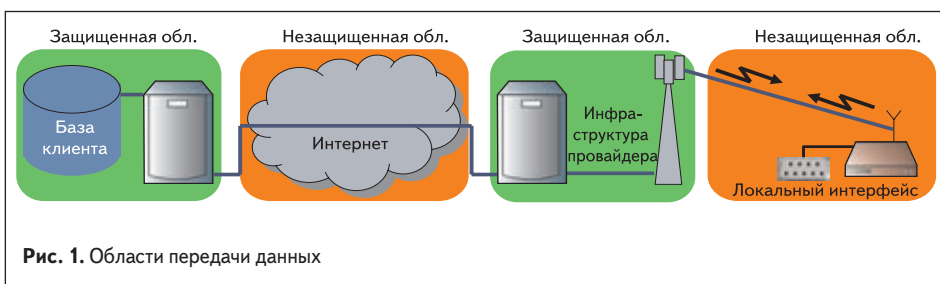 Защищенная обл.
Незащищенная обл.
Защищенная обл.
Незащищенная обл.
База
клиента
Интернет
Инфра-
структура
провайдера
Локальный интерфейс
Рис. 1. Области передачи данных